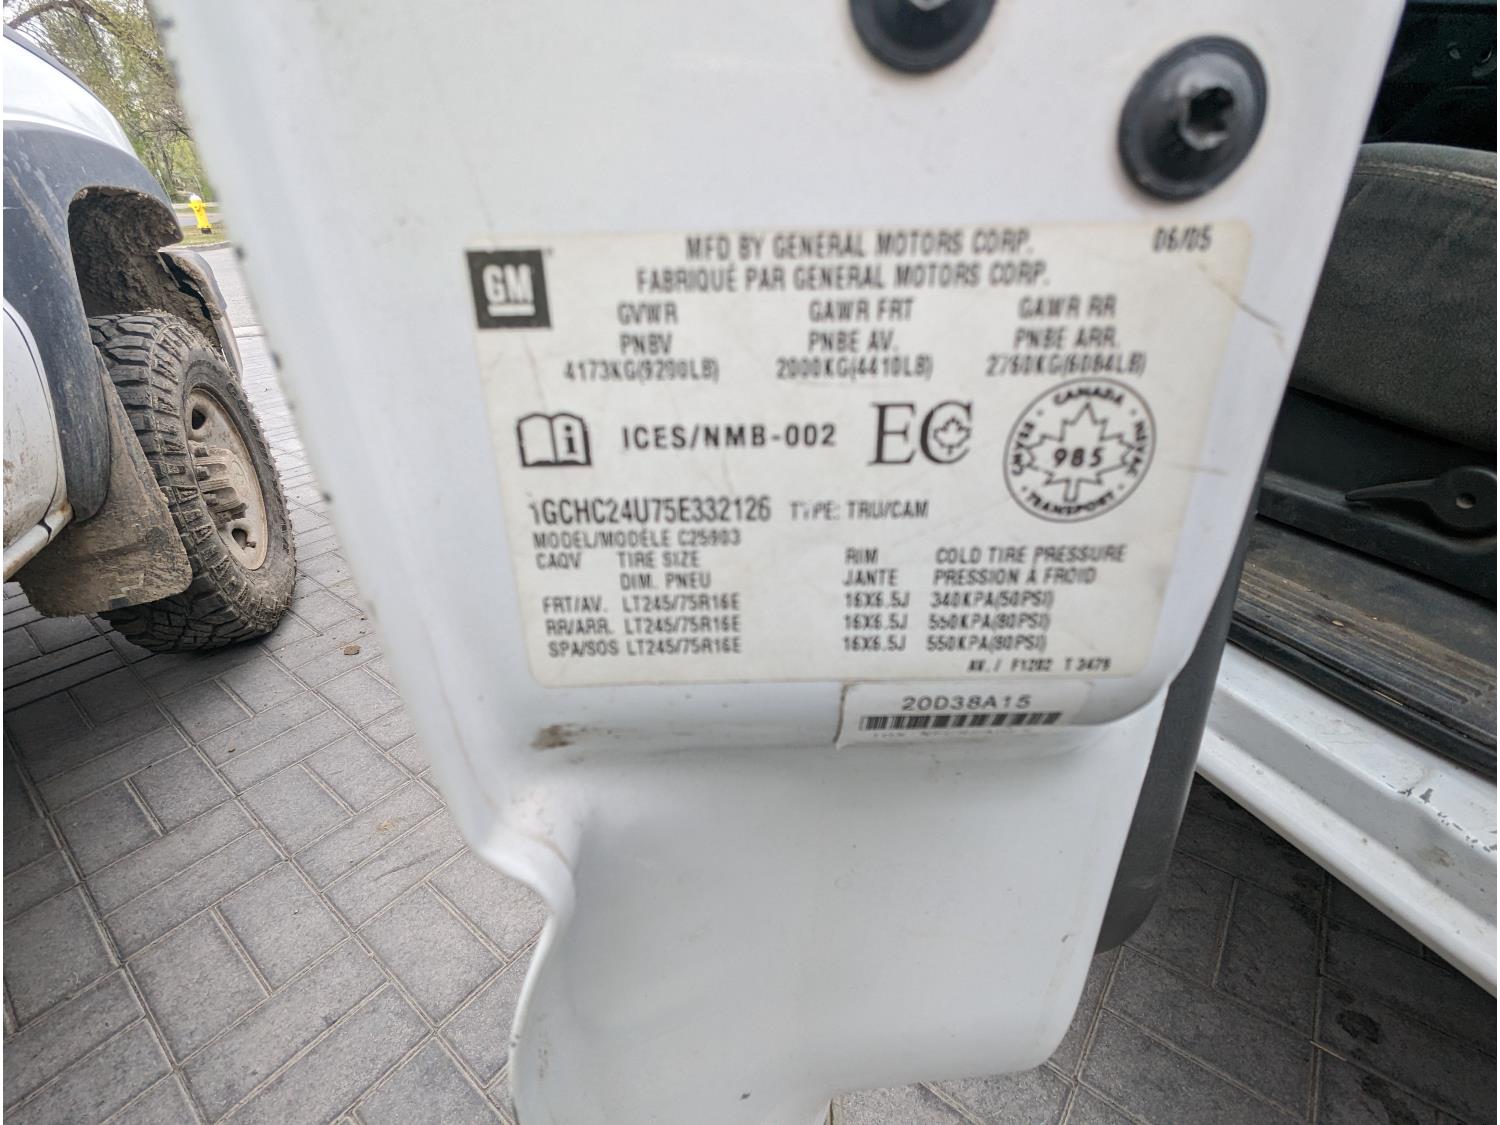 MFD BY GENERAL MOTORS CORP. 06/05
FABRIQUÉ PAR GENERAL MOTORS CORP.
GM
GVWR GAWR FRT GAWR RR
PNBV PNBE AV. PNBE ARR.
4173KG(9200LB) 2000KG(4410LB) 2760KG(6084LB)
ICES/NMB-002 EC
CANADA
985
TRANSPORT
1GCHC24U75E332126 TYPE: TRU/CAM
MODEL/MODÈLE C25903
TIRE SIZE RIM COLD TIRE PRESSURE
DIM. PNEU JANTE PRESSION À FROID
FRT/AV. LT245/75R16E 16X6.5J 340KPA(50PSI)
RR/ARR. LT245/75R16E 16X6.5J 550KPA(80PSI)
SPA/SOS LT245/75R16E 16X6.5J 550KPA(80PSI)
20D38A15